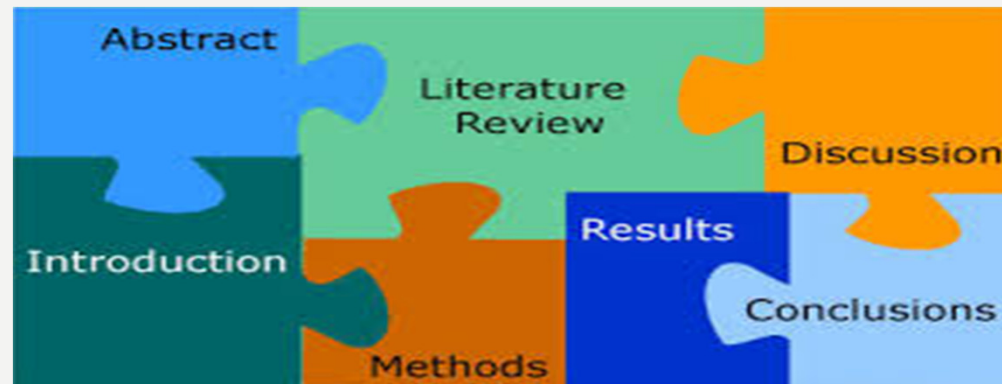 Abstract
Literature
Review
Discussion
Introduction
Results
Conclusions
Methods